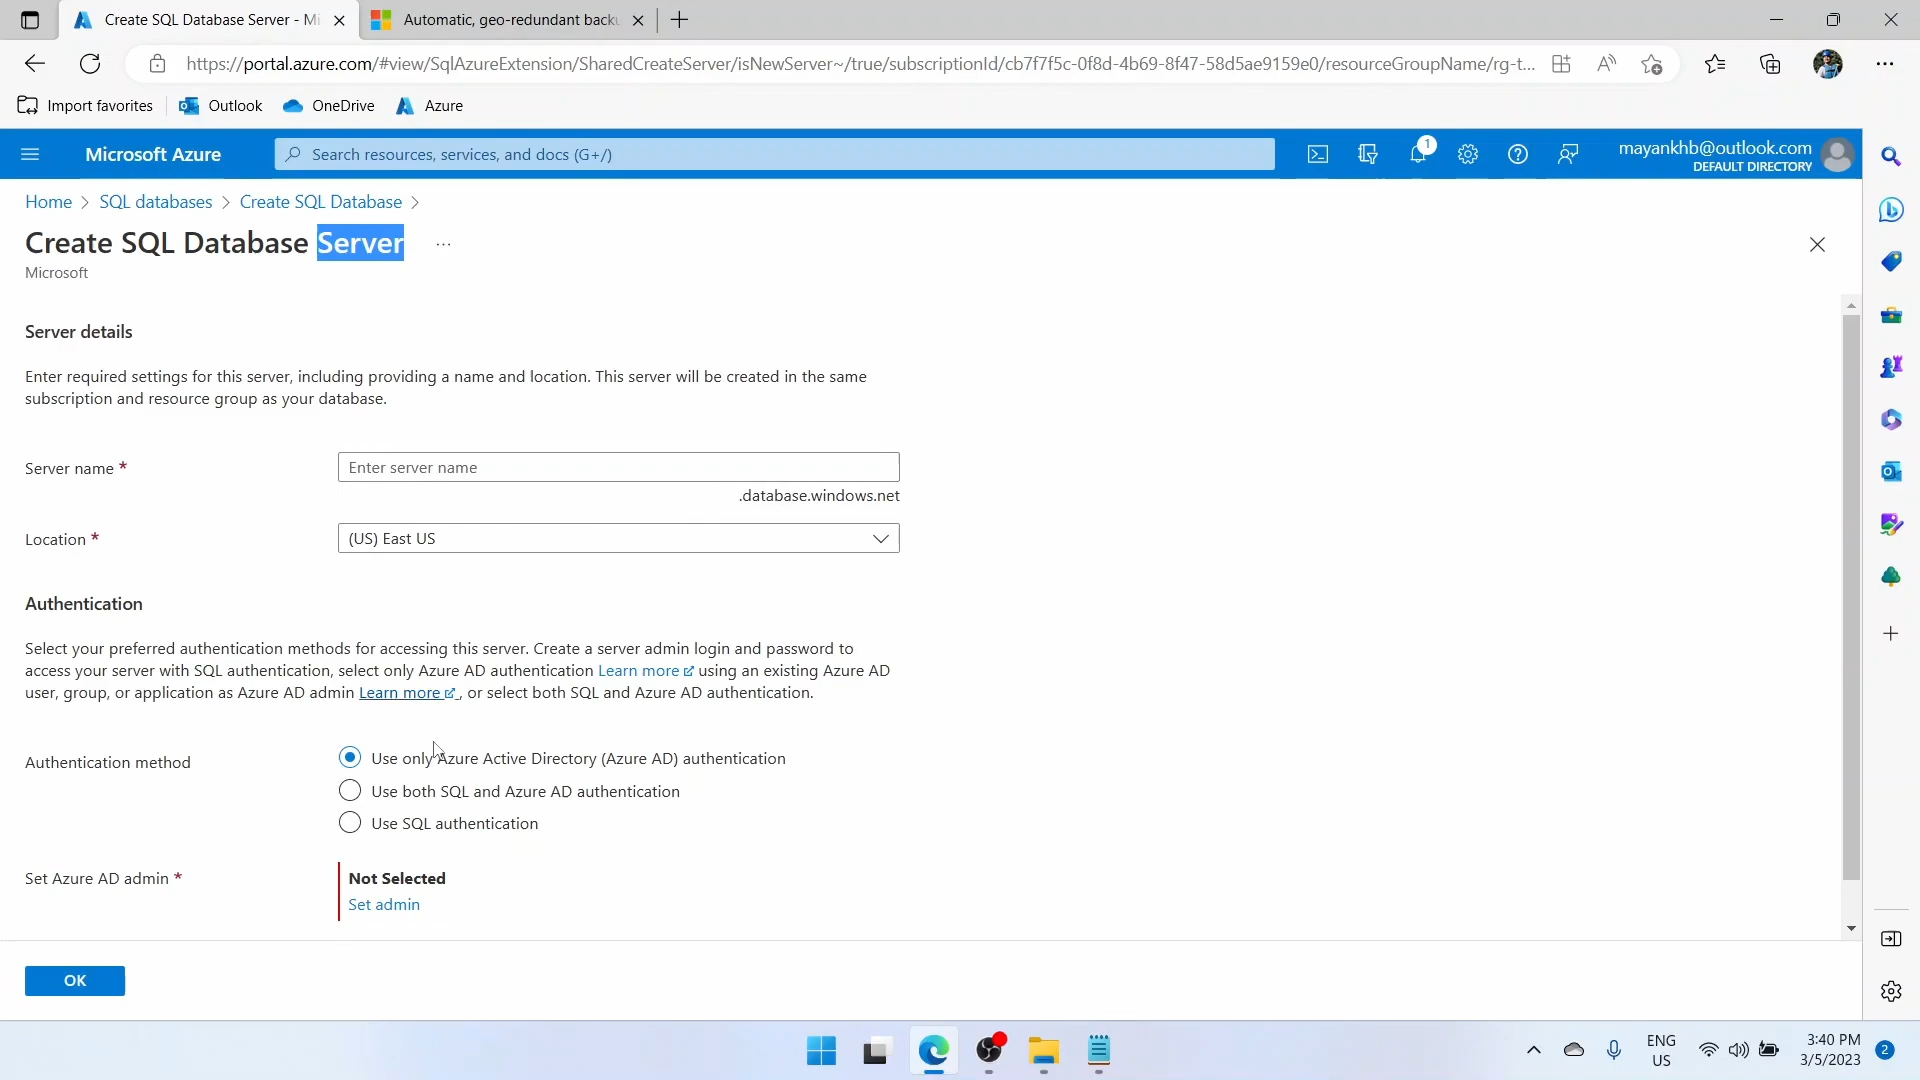 Create SQL Database Server - Mi
Automatic, geo-redundant backu
https://portal.azure.com/#view/SqlAzureExtension/SharedCreateServer/isNewServer~/true/subscriptionId/cb7f7f5c-0f8d-4b69-8f47-58d5ae9159e0/resourceGroupName/rg-t...
Import favorites
Outlook
OneDrive
Azure
Microsoft Azure
Search resources, services, and docs (G+/)
1
mayankhb@outlook.com
DEFAULT DIRECTORY
Home > SQL databases > Create SQL Database >
Create SQL Database Server ...
Microsoft
Server details
Enter required settings for this server, including providing a name and location. This server will be created in the same
subscription and resource group as your database.
Server name *
Enter server name
.database.windows.net
Location *
(US) East US
Authentication
Select your preferred authentication methods for accessing this server. Create a server admin login and password to
access your server with SQL authentication, select only Azure AD authentication Learn more using an existing Azure AD
user, group, or application as Azure AD admin Learn more , or select both SQL and Azure AD authentication.
Authentication method
Use only Azure Active Directory (Azure AD) authentication
Use both SQL and Azure AD authentication
Use SQL authentication
Set Azure AD admin *
Not Selected
Set admin
OK
ENG
US
3:40 PM
3/5/2023
2